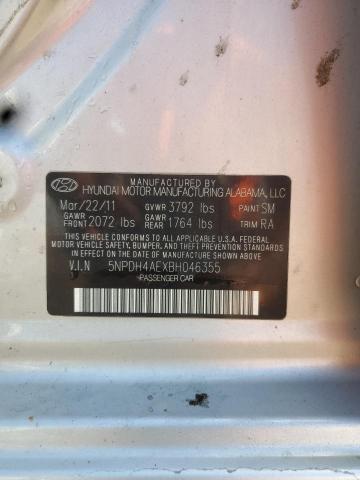 MANUFACTURED BY
HYUNDAI MOTOR MANUFACTURING ALABAMA, LLC
Mar/22/11 GVWR 3792 lbs PAINT SM
GAWR FRONT 2072 lbs GAWR REAR 1764 lbs TRIM RA
THIS VEHICLE CONFORMS TO ALL APPLICABLE U.S.A. FEDERAL
MOTOR VEHICLE SAFETY, BUMPER, AND THEFT PREVENTION
STANDARDS IN EFFECT ON THE DATE OF MANUFACTURE SHOWN ABOVE.
V.I.N 5NPDH4AEXBH046355
PASSENGER CAR